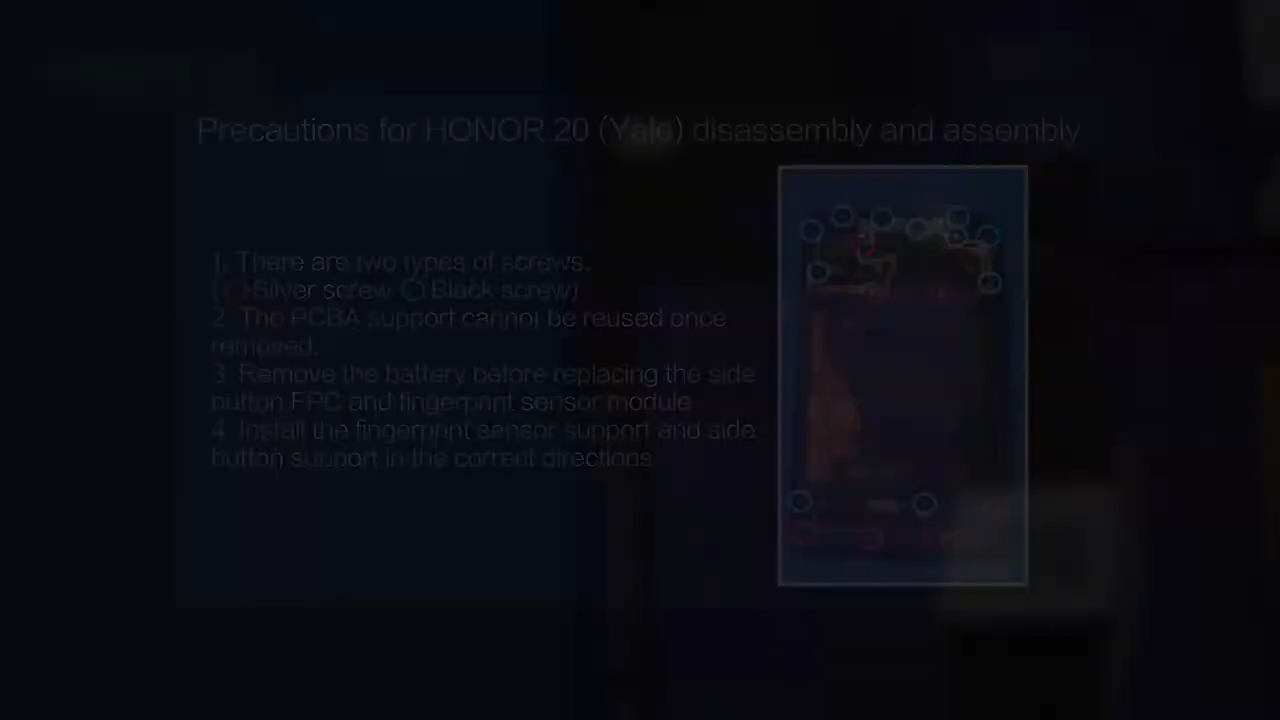 Precautions for HONOR 20 (Yale) disassembly and assembly
1. There are two types of screws.
(○ Silver screw ○ Black screw)
2. The PCBA support cannot be reused once
removed.
3. Remove the battery before replacing the side
button FPC and fingerprint sensor module
4. Install the fingerprint sensor support and side
button support in the correct directions